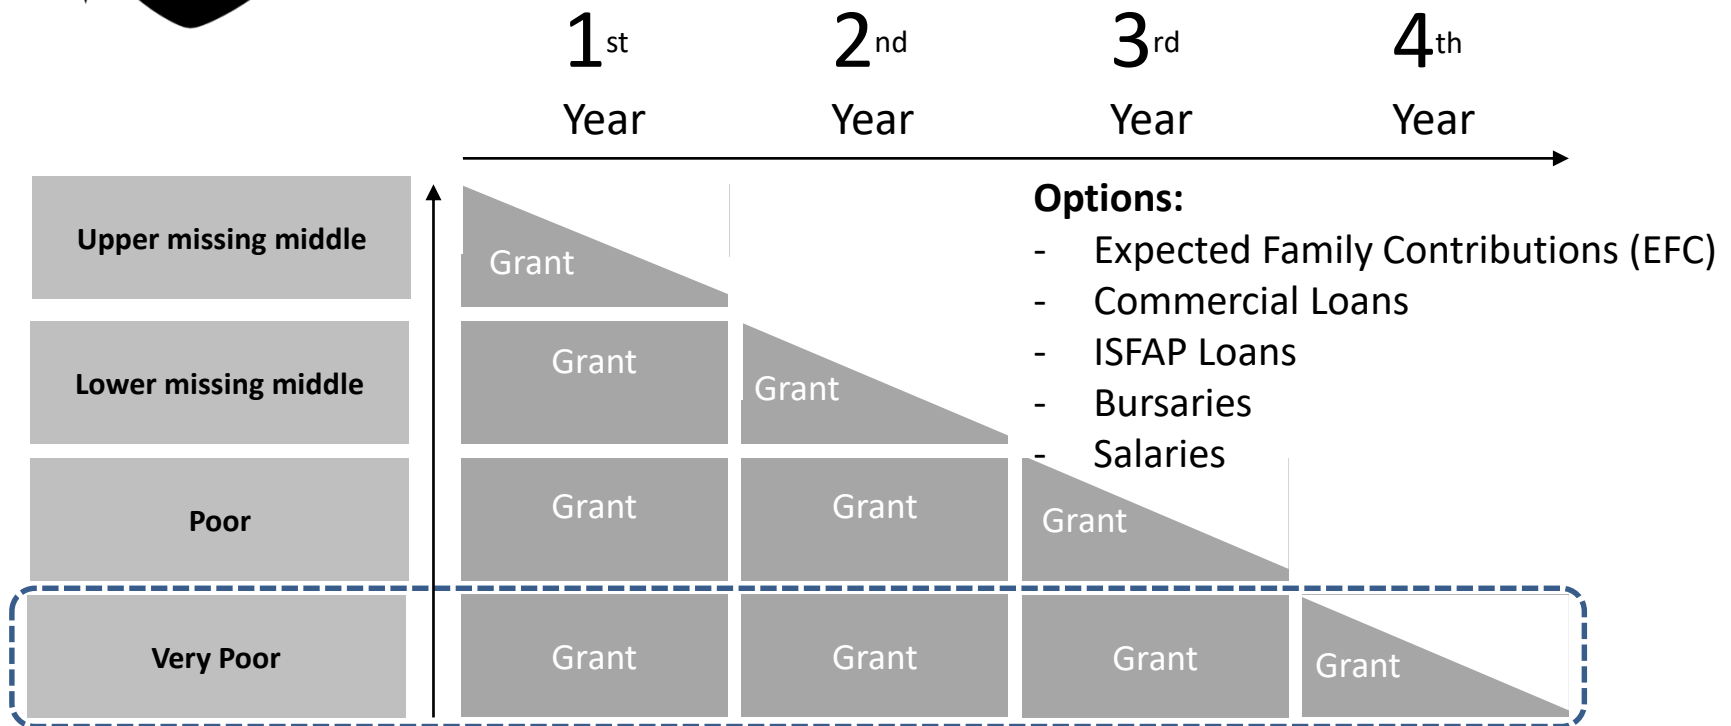 1st 2nd 3rd 4th
Year Year Year Year
Options:
- Expected Family Contributions (EFC)
- Commercial Loans
- ISFAP Loans
- Bursaries
- Salaries
Upper missing middle Grant
Lower missing middle Grant Grant
Poor Grant Grant Grant
Very Poor Grant Grant Grant Grant